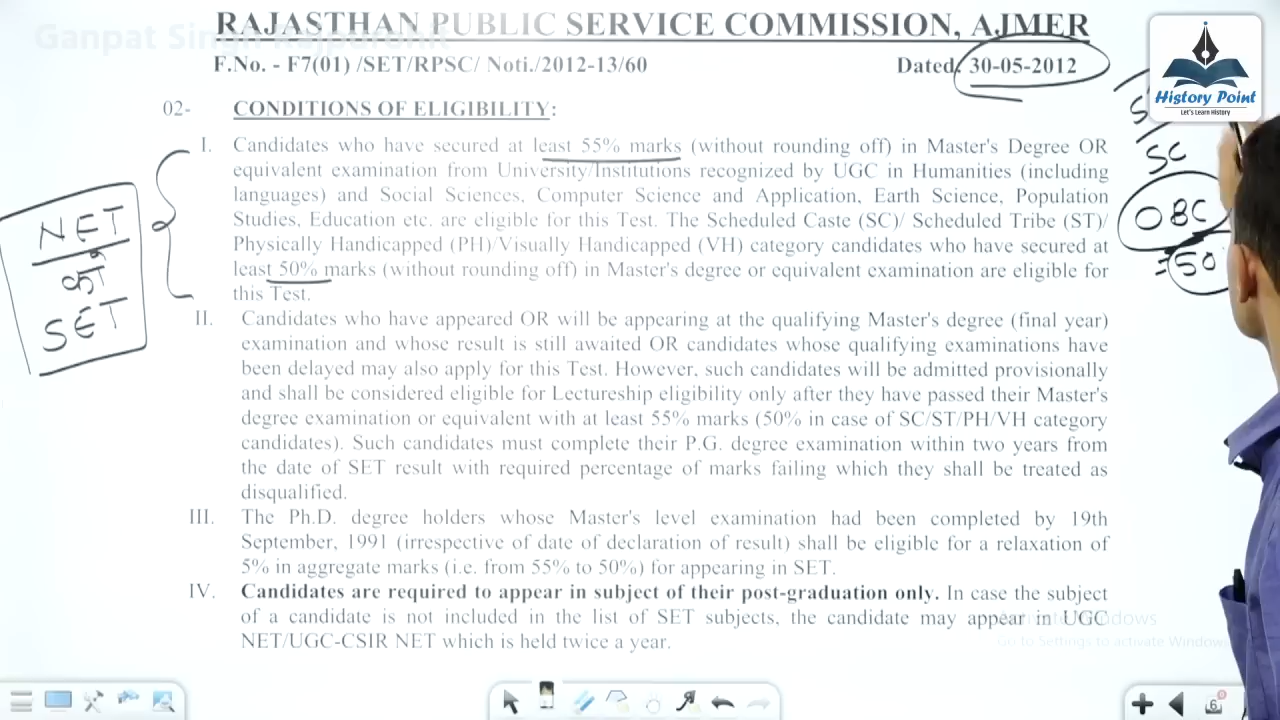 Ganpat Singh Rajpurohit
RAJASTHAN PUBLIC SERVICE COMMISSION, AJMER
F.No. - F7(01) /SET/RPSC/ Noti./2012-13/60
Dated. 30-05-2012
History Point
Let's Learn History
02- CONDITIONS OF ELIGIBILITY:
I. Candidates who have secured at least 55% marks (without rounding off) in Master's Degree OR
equivalent examination from University/Institutions recognized by UGC in Humanities (including
languages) and Social Sciences, Computer Science and Application, Earth Science, Population
Studies, Education etc. are eligible for this Test. The Scheduled Caste (SC)/ Scheduled Tribe (ST)/
Physically Handicapped (PH)/Visually Handicapped (VH) category candidates who have secured at
least 50% marks (without rounding off) in Master's degree or equivalent examination are eligible for
this Test.
NET
SET
SC
OBC
=50
II. Candidates who have appeared OR will be appearing at the qualifying Master's degree (final year)
examination and whose result is still awaited OR candidates whose qualifying examinations have
been delayed may also apply for this Test. However, such candidates will be admitted provisionally
and shall be considered eligible for Lectureship eligibility only after they have passed their Master's
degree examination or equivalent with at least 55% marks (50% in case of SC/ST/PH/VH category
candidates). Such candidates must complete their P.G. degree examination within two years from
the date of SET result with required percentage of marks failing which they shall be treated as
disqualified.
III. The Ph.D. degree holders whose Master's level examination had been completed by 19th
September, 1991 (irrespective of date of declaration of result) shall be eligible for a relaxation of
5% in aggregate marks (i.e. from 55% to 50%) for appearing in SET.
IV. Candidates are required to appear in subject of their post-graduation only. In case the subject
of a candidate is not included in the list of SET subjects, the candidate may appear in UGC
NET/UGC-CSIR NET which is held twice a year.
Activate Windows
Go to Settings to activate Windows
6